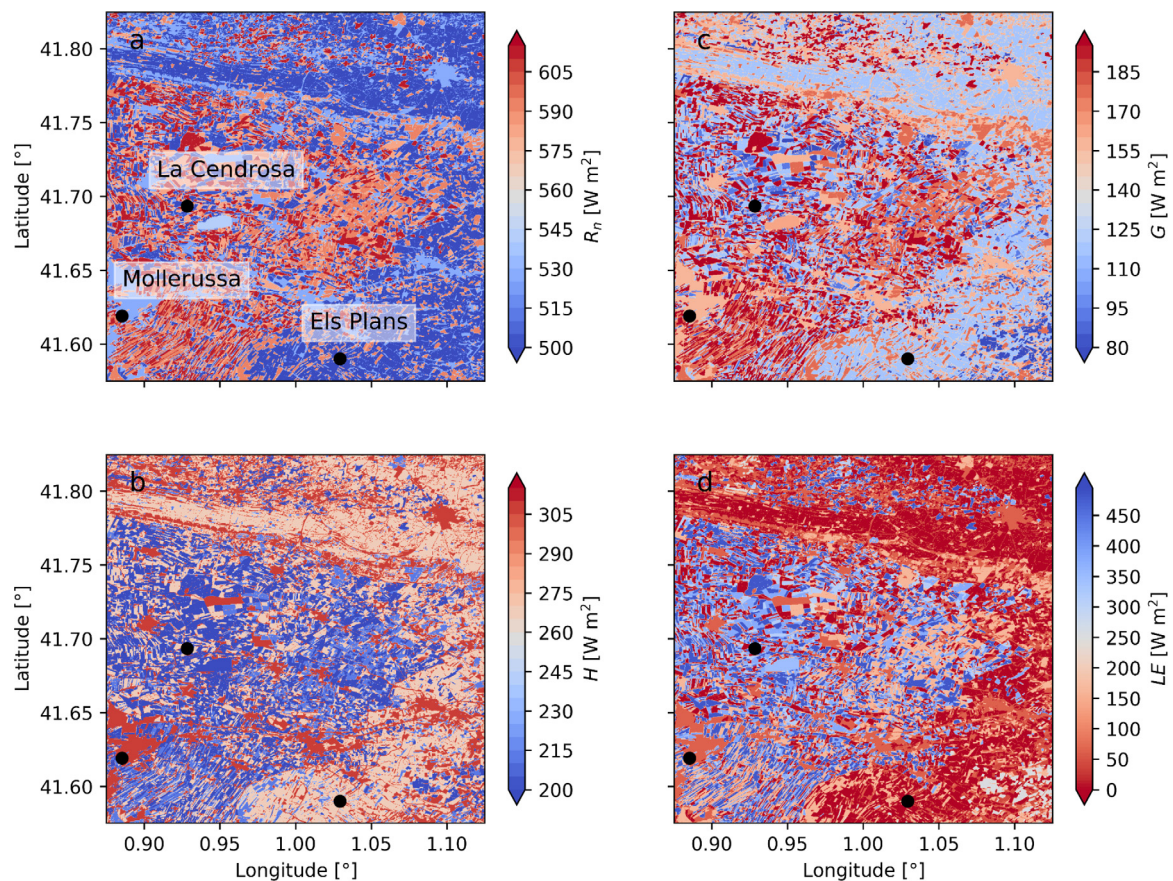 a
41.80
41.75
41.70
41.65
41.60
Latitude [°]
La Cendrosa
Mollerussa
Els Plans
605
590
575
560
545
530
515
500
R_n [W m²]
c
185
170
155
140
125
110
95
80
G [W m²]
b
41.80
41.75
41.70
41.65
41.60
Latitude [°]
0.90 0.95 1.00 1.05 1.10
Longitude [°]
305
290
275
260
245
230
215
200
H [W m²]
d
0.90 0.95 1.00 1.05 1.10
Longitude [°]
450
400
350
300
250
200
150
100
50
0
LE [W m²]